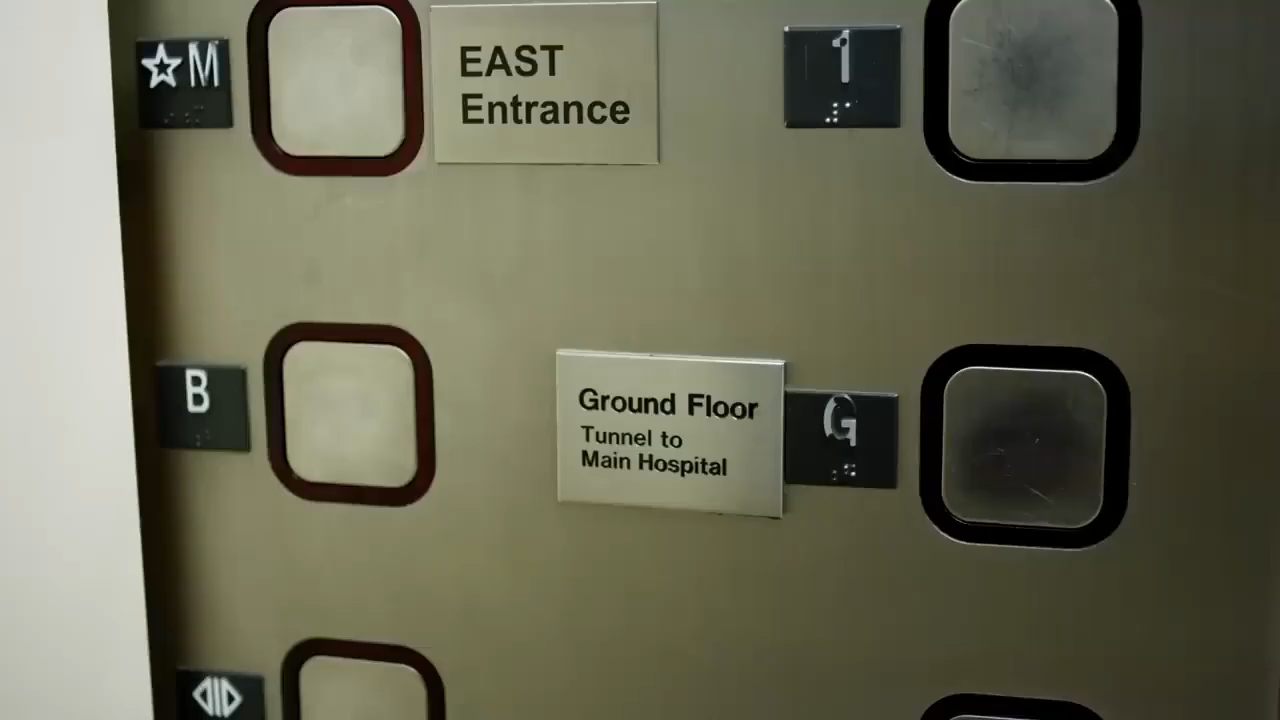 ☆M
EAST
Entrance
1
B
Ground Floor
Tunnel to
Main Hospital
G